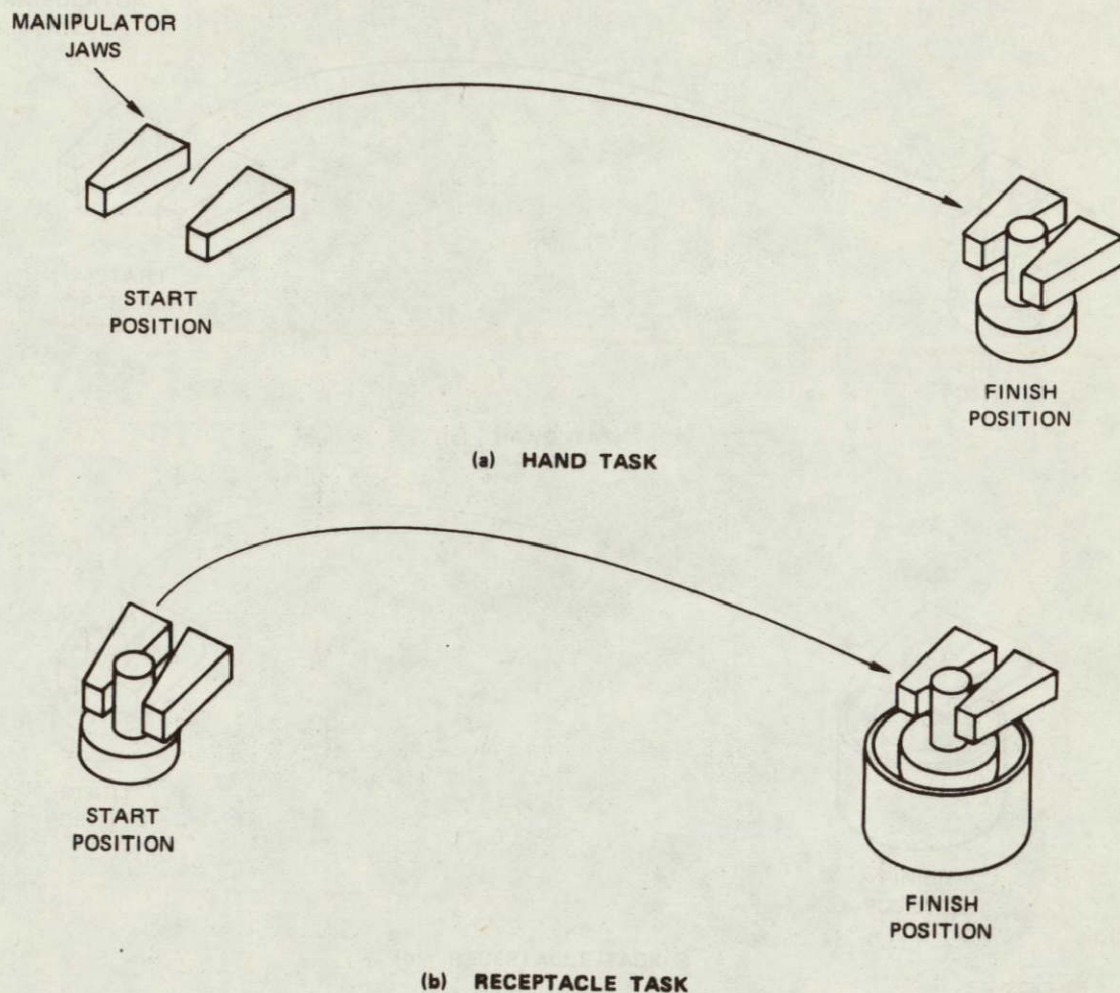 MANIPULATOR
JAWS
START
POSITION
FINISH
POSITION
(a) HAND TASK
START
POSITION
FINISH
POSITION
(b) RECEPTACLE TASK